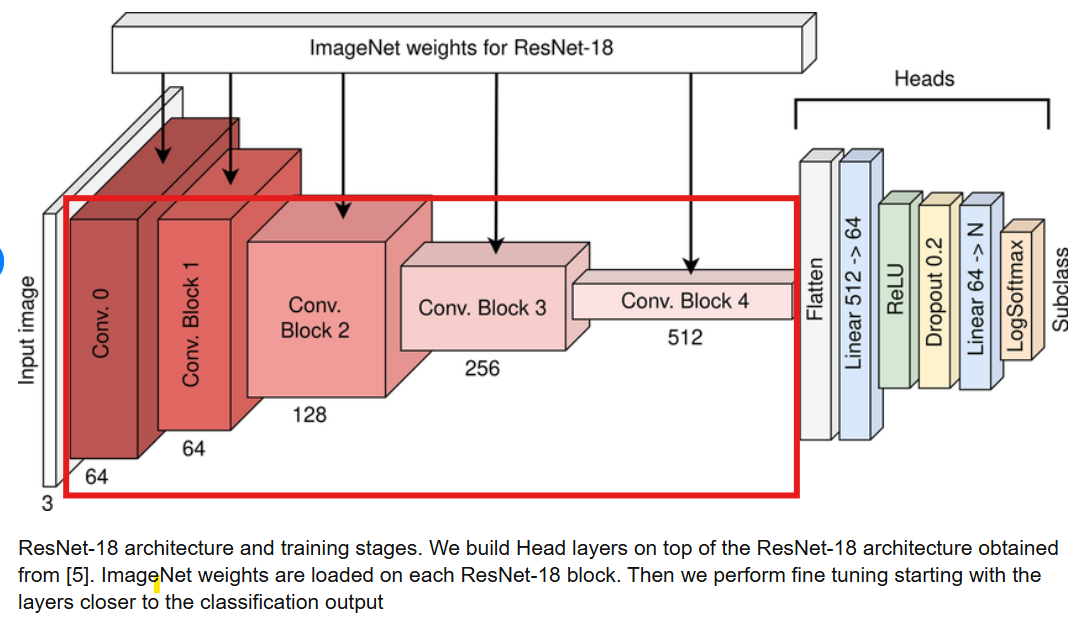 ImageNet weights for ResNet-18
Heads
Input image
Conv. 0
Conv. Block 1
Conv.
Block 2
Conv. Block 3
Conv. Block 4
Flatten
Linear 512 -> 64
ReLU
Dropout 0.2
Linear 64 -> N
LogSoftmax
Subclass
3
64
64
128
256
512
ResNet-18 architecture and training stages. We build Head layers on top of the ResNet-18 architecture obtained
from [5]. ImageNet weights are loaded on each ResNet-18 block. Then we perform fine tuning starting with the
layers closer to the classification output